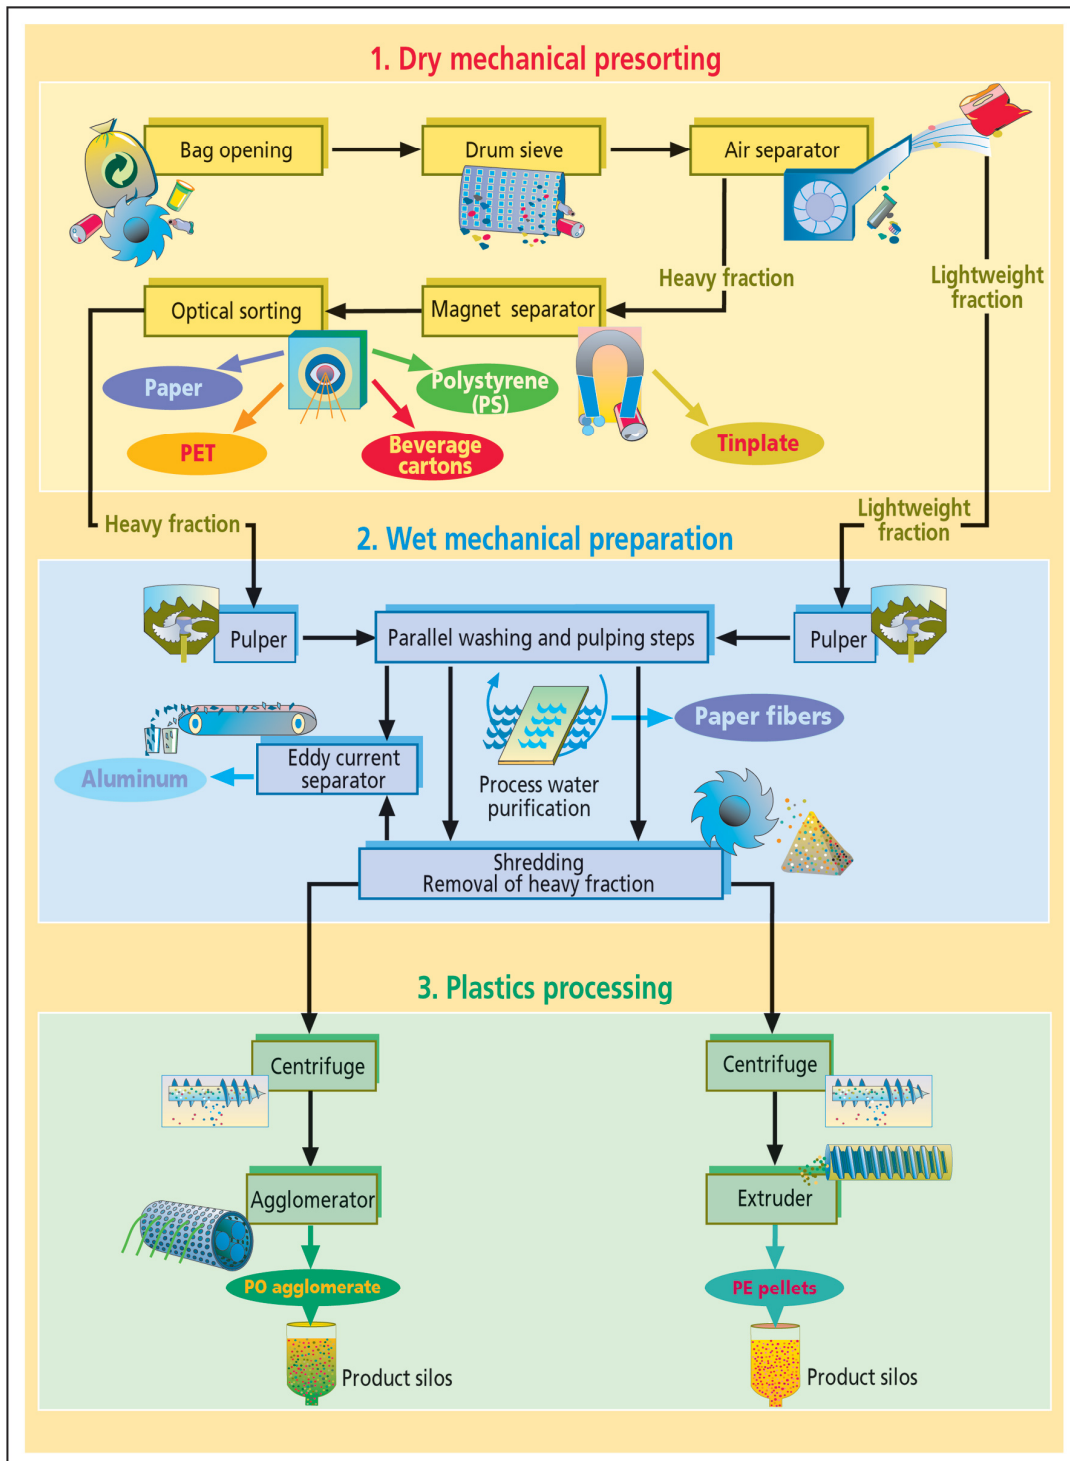 1. Dry mechanical presorting
Bag opening
Drum sieve
Air separator
Heavy fraction
Lightweight
fraction
Optical sorting
Magnet separator
Paper
Polystyrene
(PS)
PET
Beverage
cartons
Tinplate
Heavy fraction
Lightweight
fraction
2. Wet mechanical preparation
Pulper
Parallel washing and pulping steps
Pulper
Paper fibers
Eddy current
separator
Aluminum
Process water
purification
Shredding
Removal of heavy fraction
3. Plastics processing
Centrifuge
Centrifuge
Agglomerator
Extruder
PO agglomerate
PE pellets
Product silos
Product silos